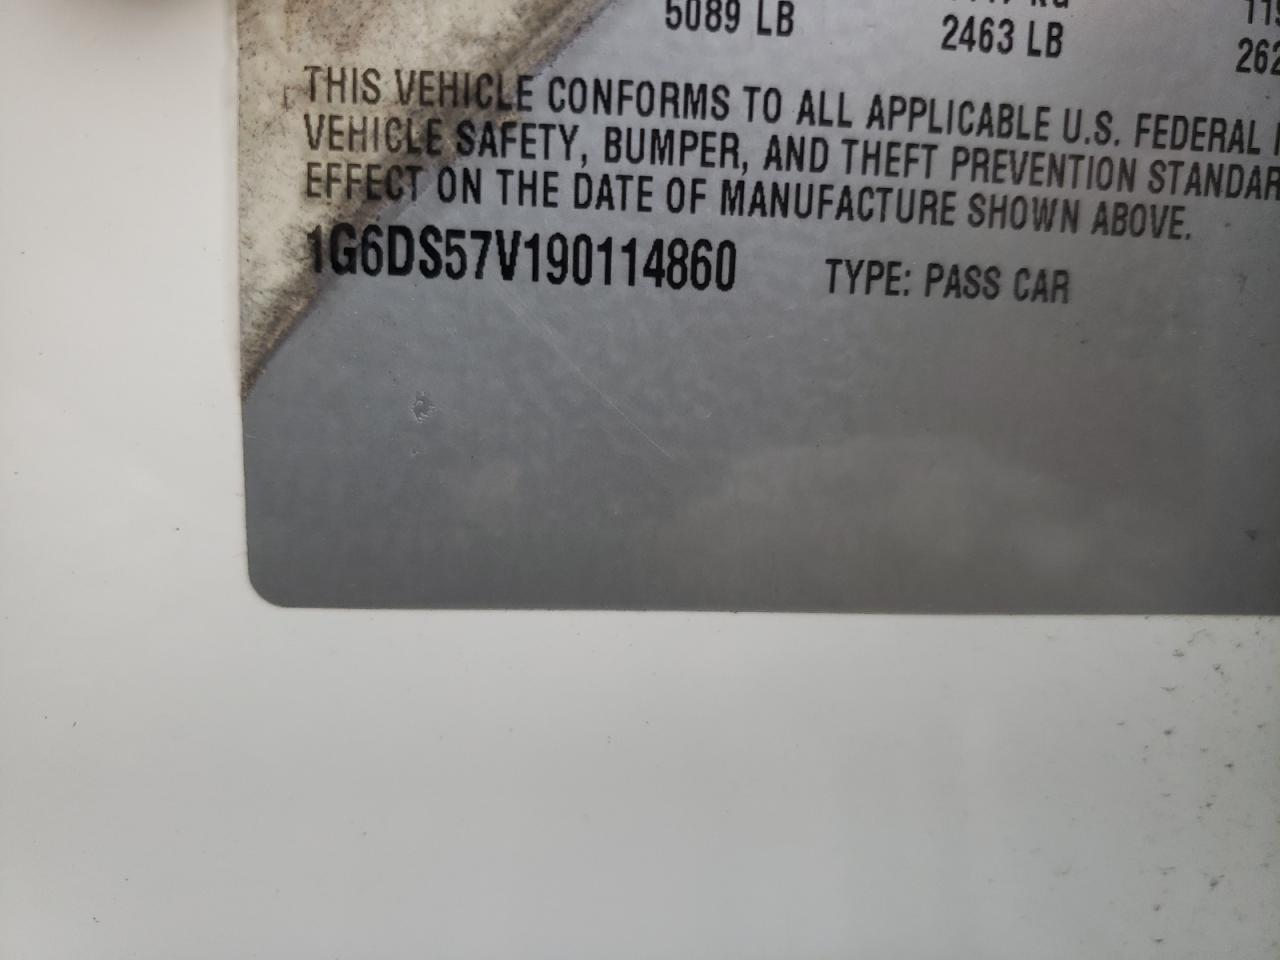 5089 LB 2463 LB 262
THIS VEHICLE CONFORMS TO ALL APPLICABLE U.S. FEDERAL
VEHICLE SAFETY, BUMPER, AND THEFT PREVENTION STANDAR
EFFECT ON THE DATE OF MANUFACTURE SHOWN ABOVE.
1G6DS57V190114860 TYPE: PASS CAR